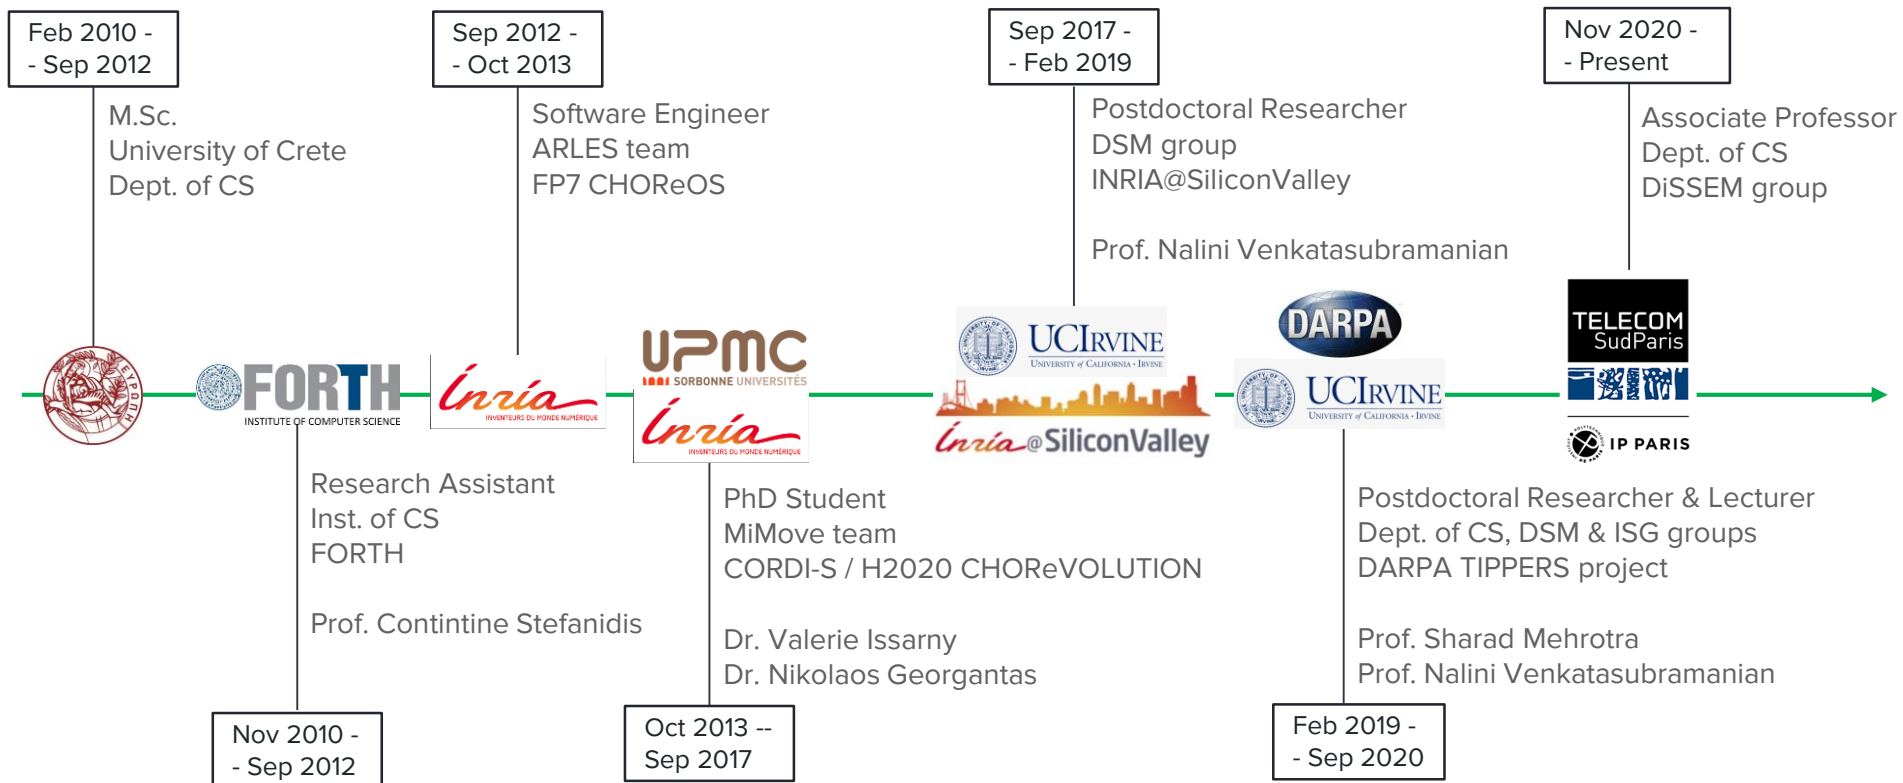 Feb 2010 -
- Sep 2012
M.Sc.
University of Crete
Dept. of CS
Sep 2012 -
- Oct 2013
Software Engineer
ARLES team
FP7 CHOReOS
Sep 2017 -
- Feb 2019
Postdoctoral Researcher
DSM group
INRIA@SiliconValley
Prof. Nalini Venkatasubramanian
Nov 2020 -
- Present
Associate Professor
Dept. of CS
DiSSEM group
FORTH
INSTITUTE OF COMPUTER SCIENCE
Inría
INVENTEURS DU MONDE NUMÉRIQUE
UPMC
SORBONNE UNIVERSITÉS
Inría
INVENTEURS DU MONDE NUMÉRIQUE
UCIRVINE
UNIVERSITY of CALIFORNIA · IRVINE
Inría@SiliconValley
DARPA
UCIRVINE
UNIVERSITY of CALIFORNIA · IRVINE
TELECOM
SudParis
IP PARIS
Research Assistant
Inst. of CS
FORTH
Prof. Contintine Stefanidis
Nov 2010 -
- Sep 2012
PhD Student
MiMove team
CORDI-S / H2020 CHOReVOLUTION
Dr. Valerie Issarny
Dr. Nikolaos Georgantas
Oct 2013 --
Sep 2017
Postdoctoral Researcher & Lecturer
Dept. of CS, DSM & ISG groups
DARPA TIPPERS project
Prof. Sharad Mehrotra
Prof. Nalini Venkatasubramanian
Feb 2019 -
- Sep 2020